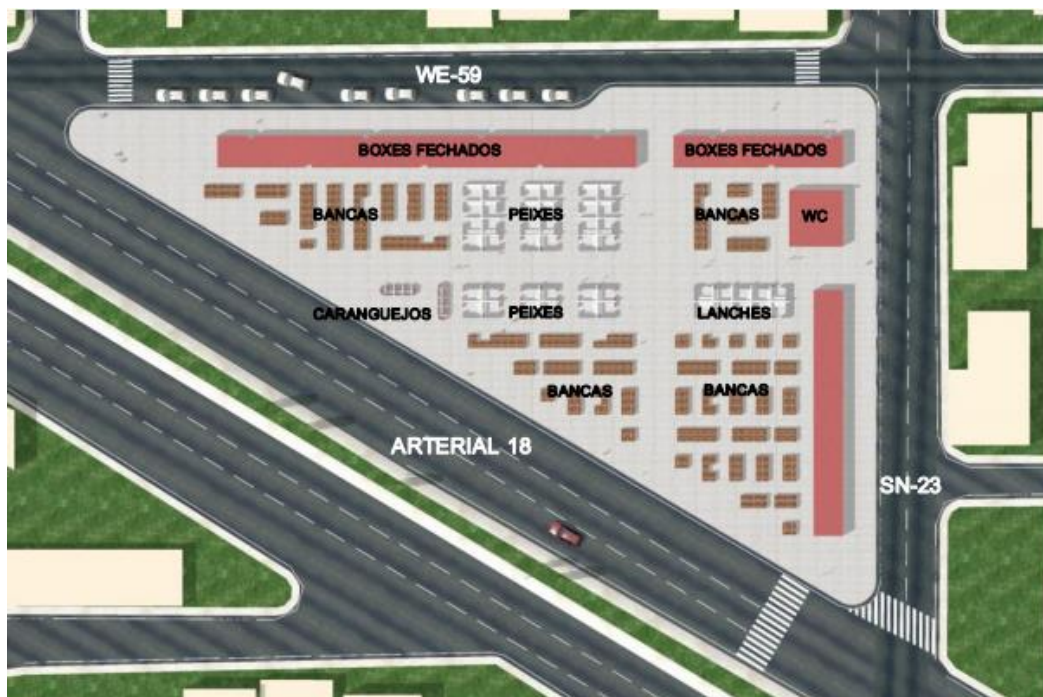 WE-59
BOXES FECHADOS
BOXES FECHADOS
BANCAS
PEIXES
BANCAS
WC
CARANGUEJOS
PEIXES
LANCHES
BANCAS
BANCAS
ARTERIAL 18
SN-23